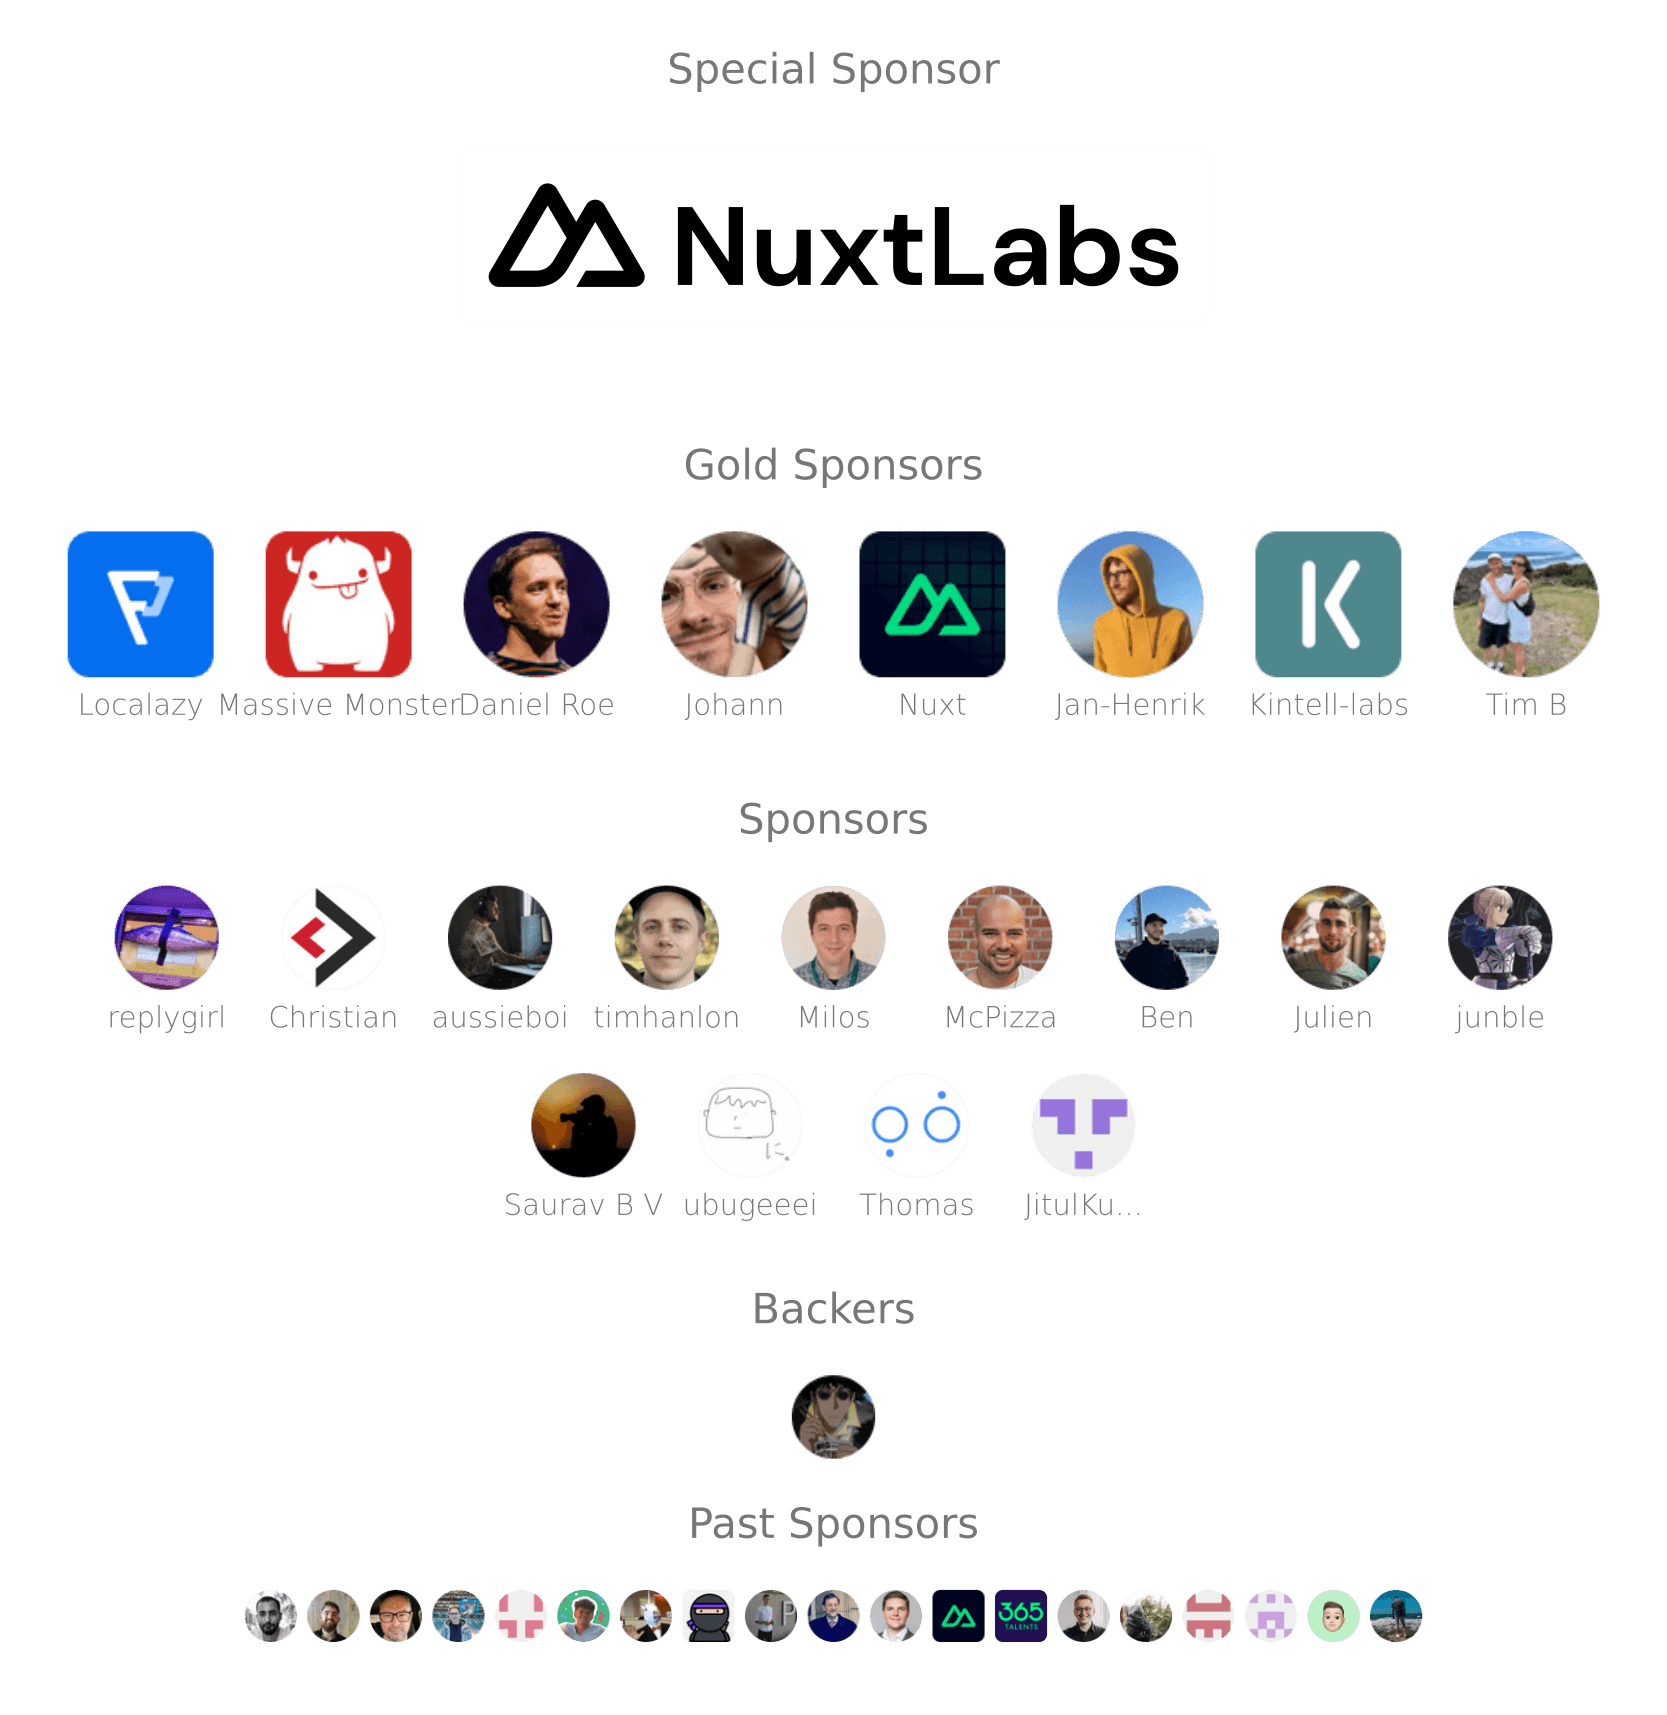 Special Sponsor
NuxtLabs
Gold Sponsors
Localazy Massive Monster Daniel Roe Johann Nuxt Jan-Henrik Kintell-labs Tim B
Sponsors
replygirl Christian aussieboi timhanlon Milos McPizza Ben Julien junble
Saurav B V ubugeeei Thomas JitulKu...
Backers
Past Sponsors
P
365
TALENTS